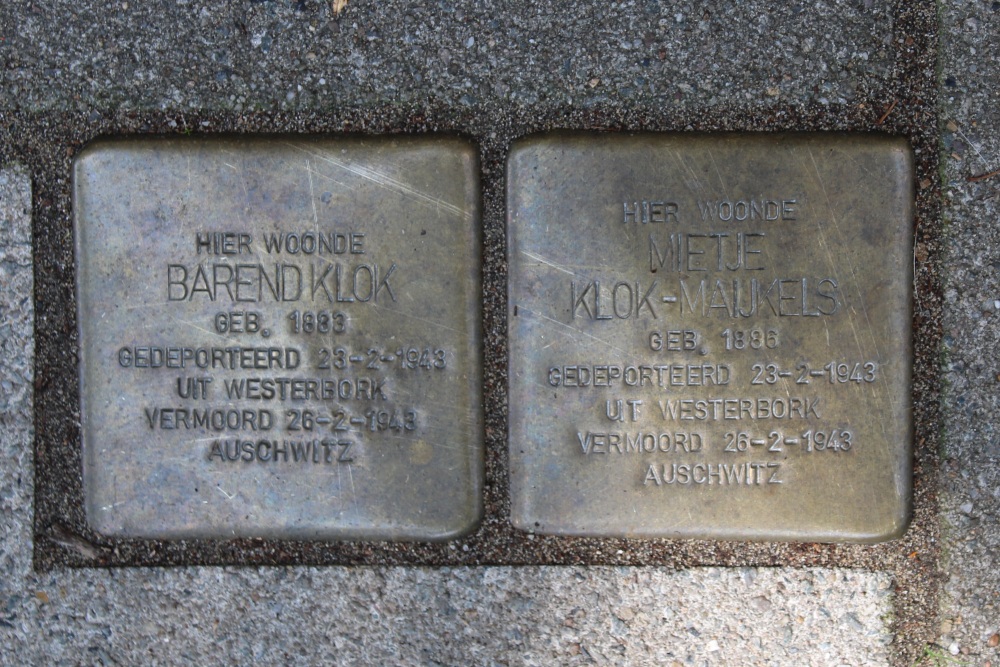 HIER WOONDE
BAREND KLOK
GEB. 1883
GEDEPORTEERD 23-2-1943
UIT WESTERBORK
VERMOORD 26-2-1943
AUSCHWITZ
HIER WOONDE
MIETJE
KLOK-MAIJKELS
GEB. 1886
GEDEPORTEERD 23-2-1943
UIT WESTERBORK
VERMOORD 26-2-1943
AUSCHWITZ